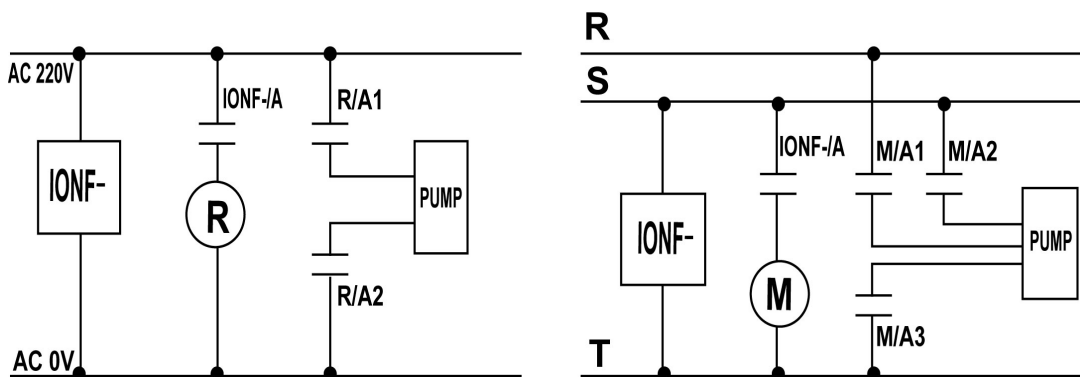 AC 220V
IONF-/A
R/A1
IONF-
R
PUMP
R/A2
AC 0V
R
S
IONF-/A
M/A1
M/A2
IONF-
PUMP
M
M/A3
T